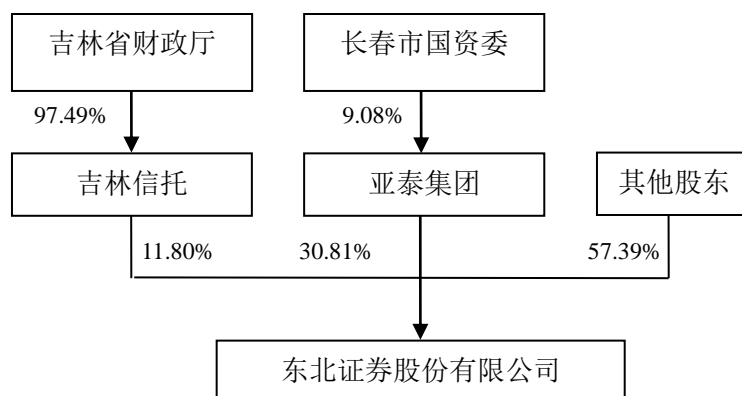 吉林省财政厅
长春市国资委
97.49%
9.08%
吉林信托
亚泰集团
其他股东
11.80%
30.81%
57.39%
东北证券股份有限公司